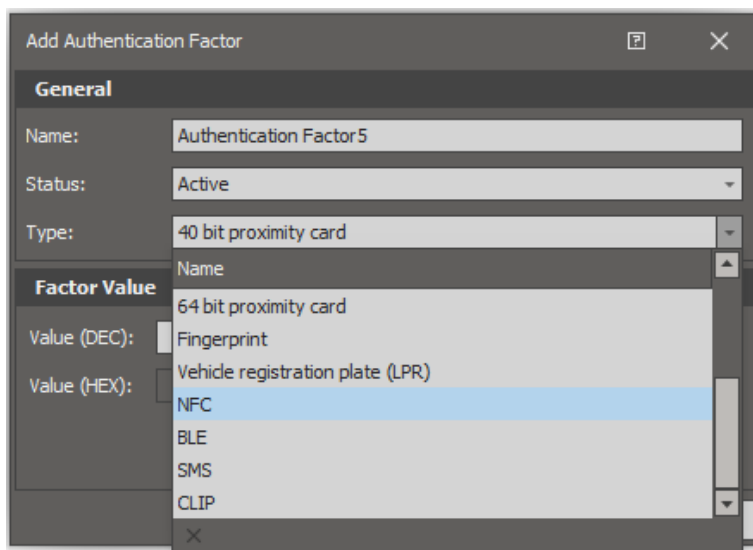 Add Authentication Factor
General
Name: Authentication Factor5
Status: Active
Type: 40 bit proximity card
Name
Factor Value
64 bit proximity card
Fingerprint
Value (DEC):
Vehicle registration plate (LPR)
Value (HEX):
NFC
BLE
SMS
CLIP